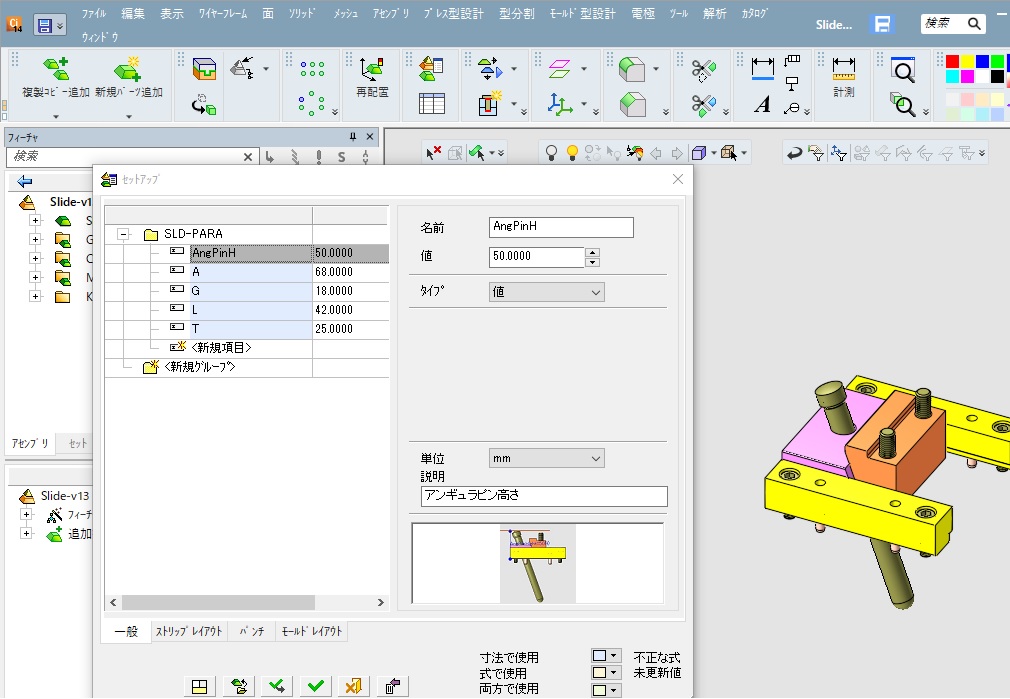 Ci 14
ファイル 編集 表示 ワイヤーフレーム 面 ソリッド メッシュ アセンブリ プレス型設計 型分割 モールド型設計 電極 ツール 解析 カタログ
ウィンドウ
Slide...
検索
複製コピー追加 新規パーツ追加 再配置 計測
フィーチャ
検索
S
セットアップ
Slide-v1
S
G
C
M
K
アセンブリ セット
Slide-v13
フィーチ
追加
SLD-PARA
AngPinH 50.0000
A 68.0000
G 18.0000
L 42.0000
T 25.0000
<新規項目>
<新規グループ>
名前 AngPinH
値 50.0000
タイプ 値
単位 mm
説明
アンギュラピン高さ
一般 ストリップレイアウト パンチ モールドレイアウト
寸法で使用 不正な式
式で使用 未更新値
両方で使用